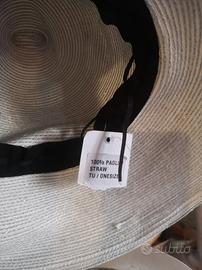 100% PAGLIA
STRAW
TU / ONESIZE
subito